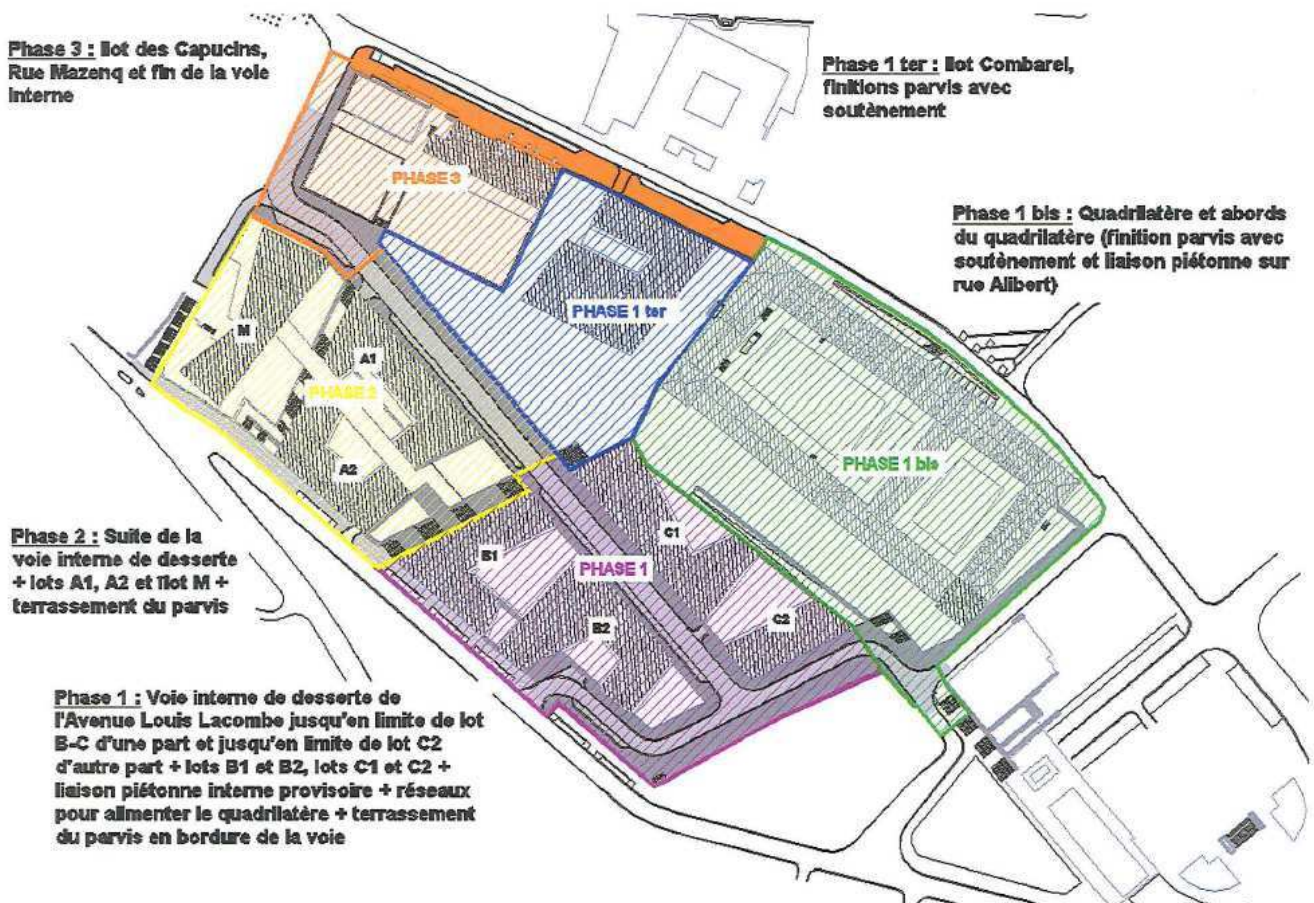 Phase 3 : Ilot des Capucins,
Rue Mazenq et fin de la voie
interne
Phase 1 ter : Ilot Combarel,
finitions parvis avec
soutènement
Phase 1 bis : Quadrilatère et abords
du quadrilatère (finition parvis avec
soutènement et liaison piétonne sur
rue Alibert)
PHASE 3
PHASE 1 ter
M
A1
PHASE 2
A2
PHASE 1 bis
B1
C1
PHASE 1
B2
C2
Phase 2 : Suite de la
voie interne de desserte
+ lots A1, A2 et îlot M +
terrassement du parvis
Phase 1 : Voie interne de desserte de
l'Avenue Louis Lacombe jusqu'en limite de lot
B-C d'une part et jusqu'en limite de lot C2
d'autre part + lots B1 et B2, lots C1 et C2 +
liaison piétonne interne provisoire + réseaux
pour alimenter le quadrilatère + terrassement
du parvis en bordure de la voie